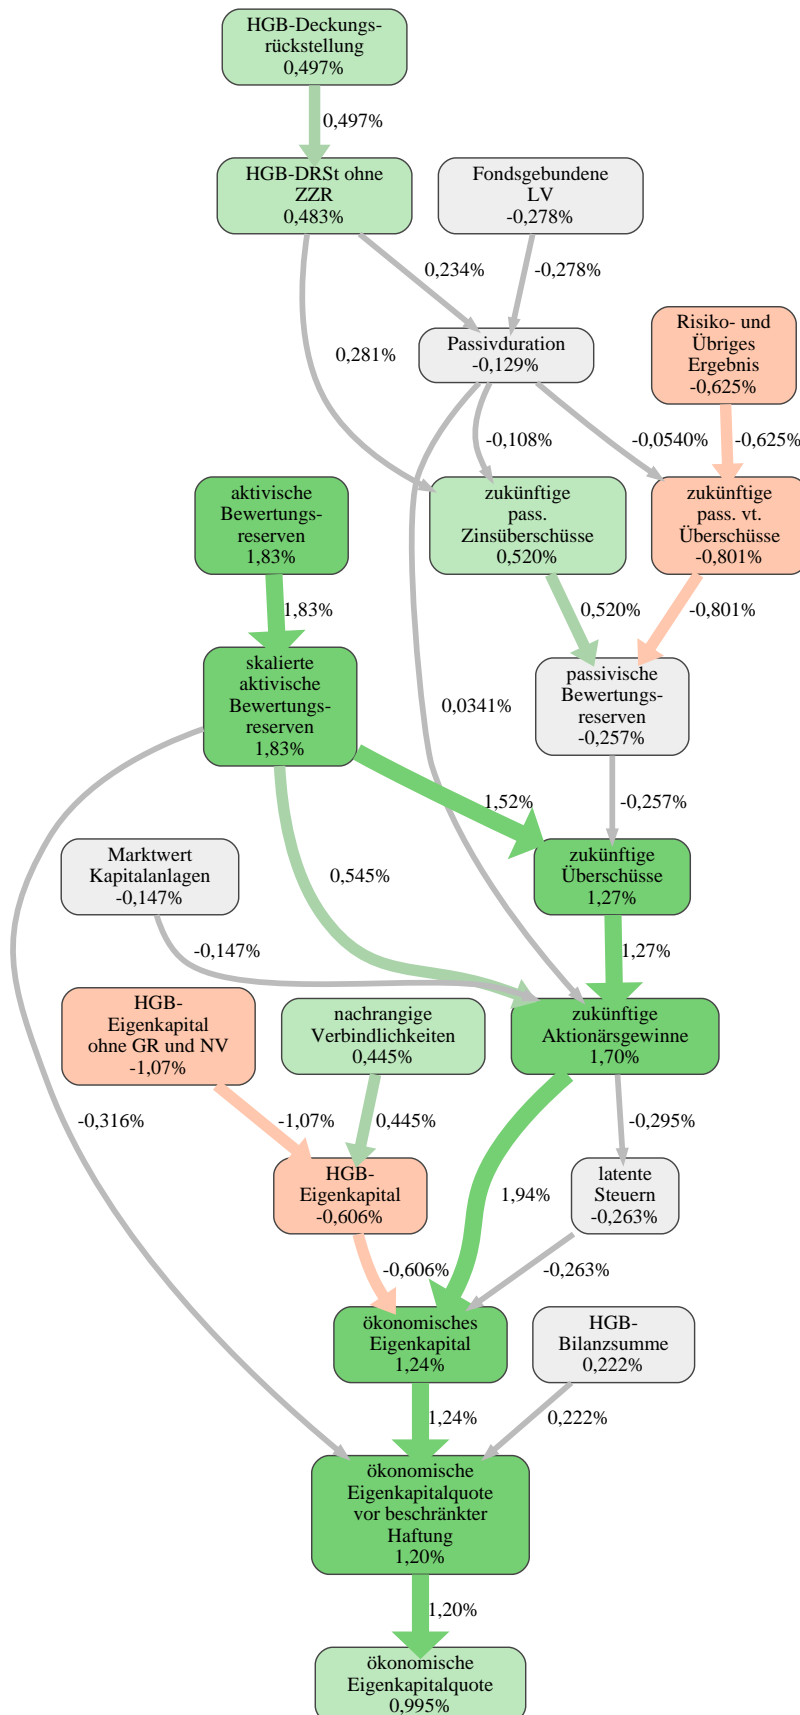 HGB-Deckungs-
rückstellung
0,497%
0,497%
HGB-DRSt ohne
ZZR
0,483%
Fondsgebundene
LV
-0,278%
0,234%
-0,278%
Risiko- und
Übriges
Ergebnis
-0,625%
0,281%
Passivduration
-0,129%
-0,108%
-0,0540%
-0,625%
aktivische
Bewertungs-
reserven
1,83%
zukünftige
pass.
Zinsüberschüsse
0,520%
zukünftige
pass. vt.
Überschüsse
-0,801%
1,83%
0,520%
-0,801%
skalierte
aktivische
Bewertungs-
reserven
1,83%
0,0341%
passivische
Bewertungs-
reserven
-0,257%
1,52%
-0,257%
Marktwert
Kapitalanlagen
-0,147%
0,545%
zukünftige
Überschüsse
1,27%
-0,147%
1,27%
HGB-
Eigenkapital
ohne GR und NV
-1,07%
nachrangige
Verbindlichkeiten
0,445%
zukünftige
Aktionärsgewinne
1,70%
-0,316%
-1,07%
0,445%
-0,295%
HGB-
Eigenkapital
-0,606%
1,94%
latente
Steuern
-0,263%
-0,606%
-0,263%
ökonomisches
Eigenkapital
1,24%
HGB-
Bilanzsumme
0,222%
1,24%
0,222%
ökonomische
Eigenkapitalquote
vor beschränkter
Haftung
1,20%
1,20%
ökonomische
Eigenkapitalquote
0,995%